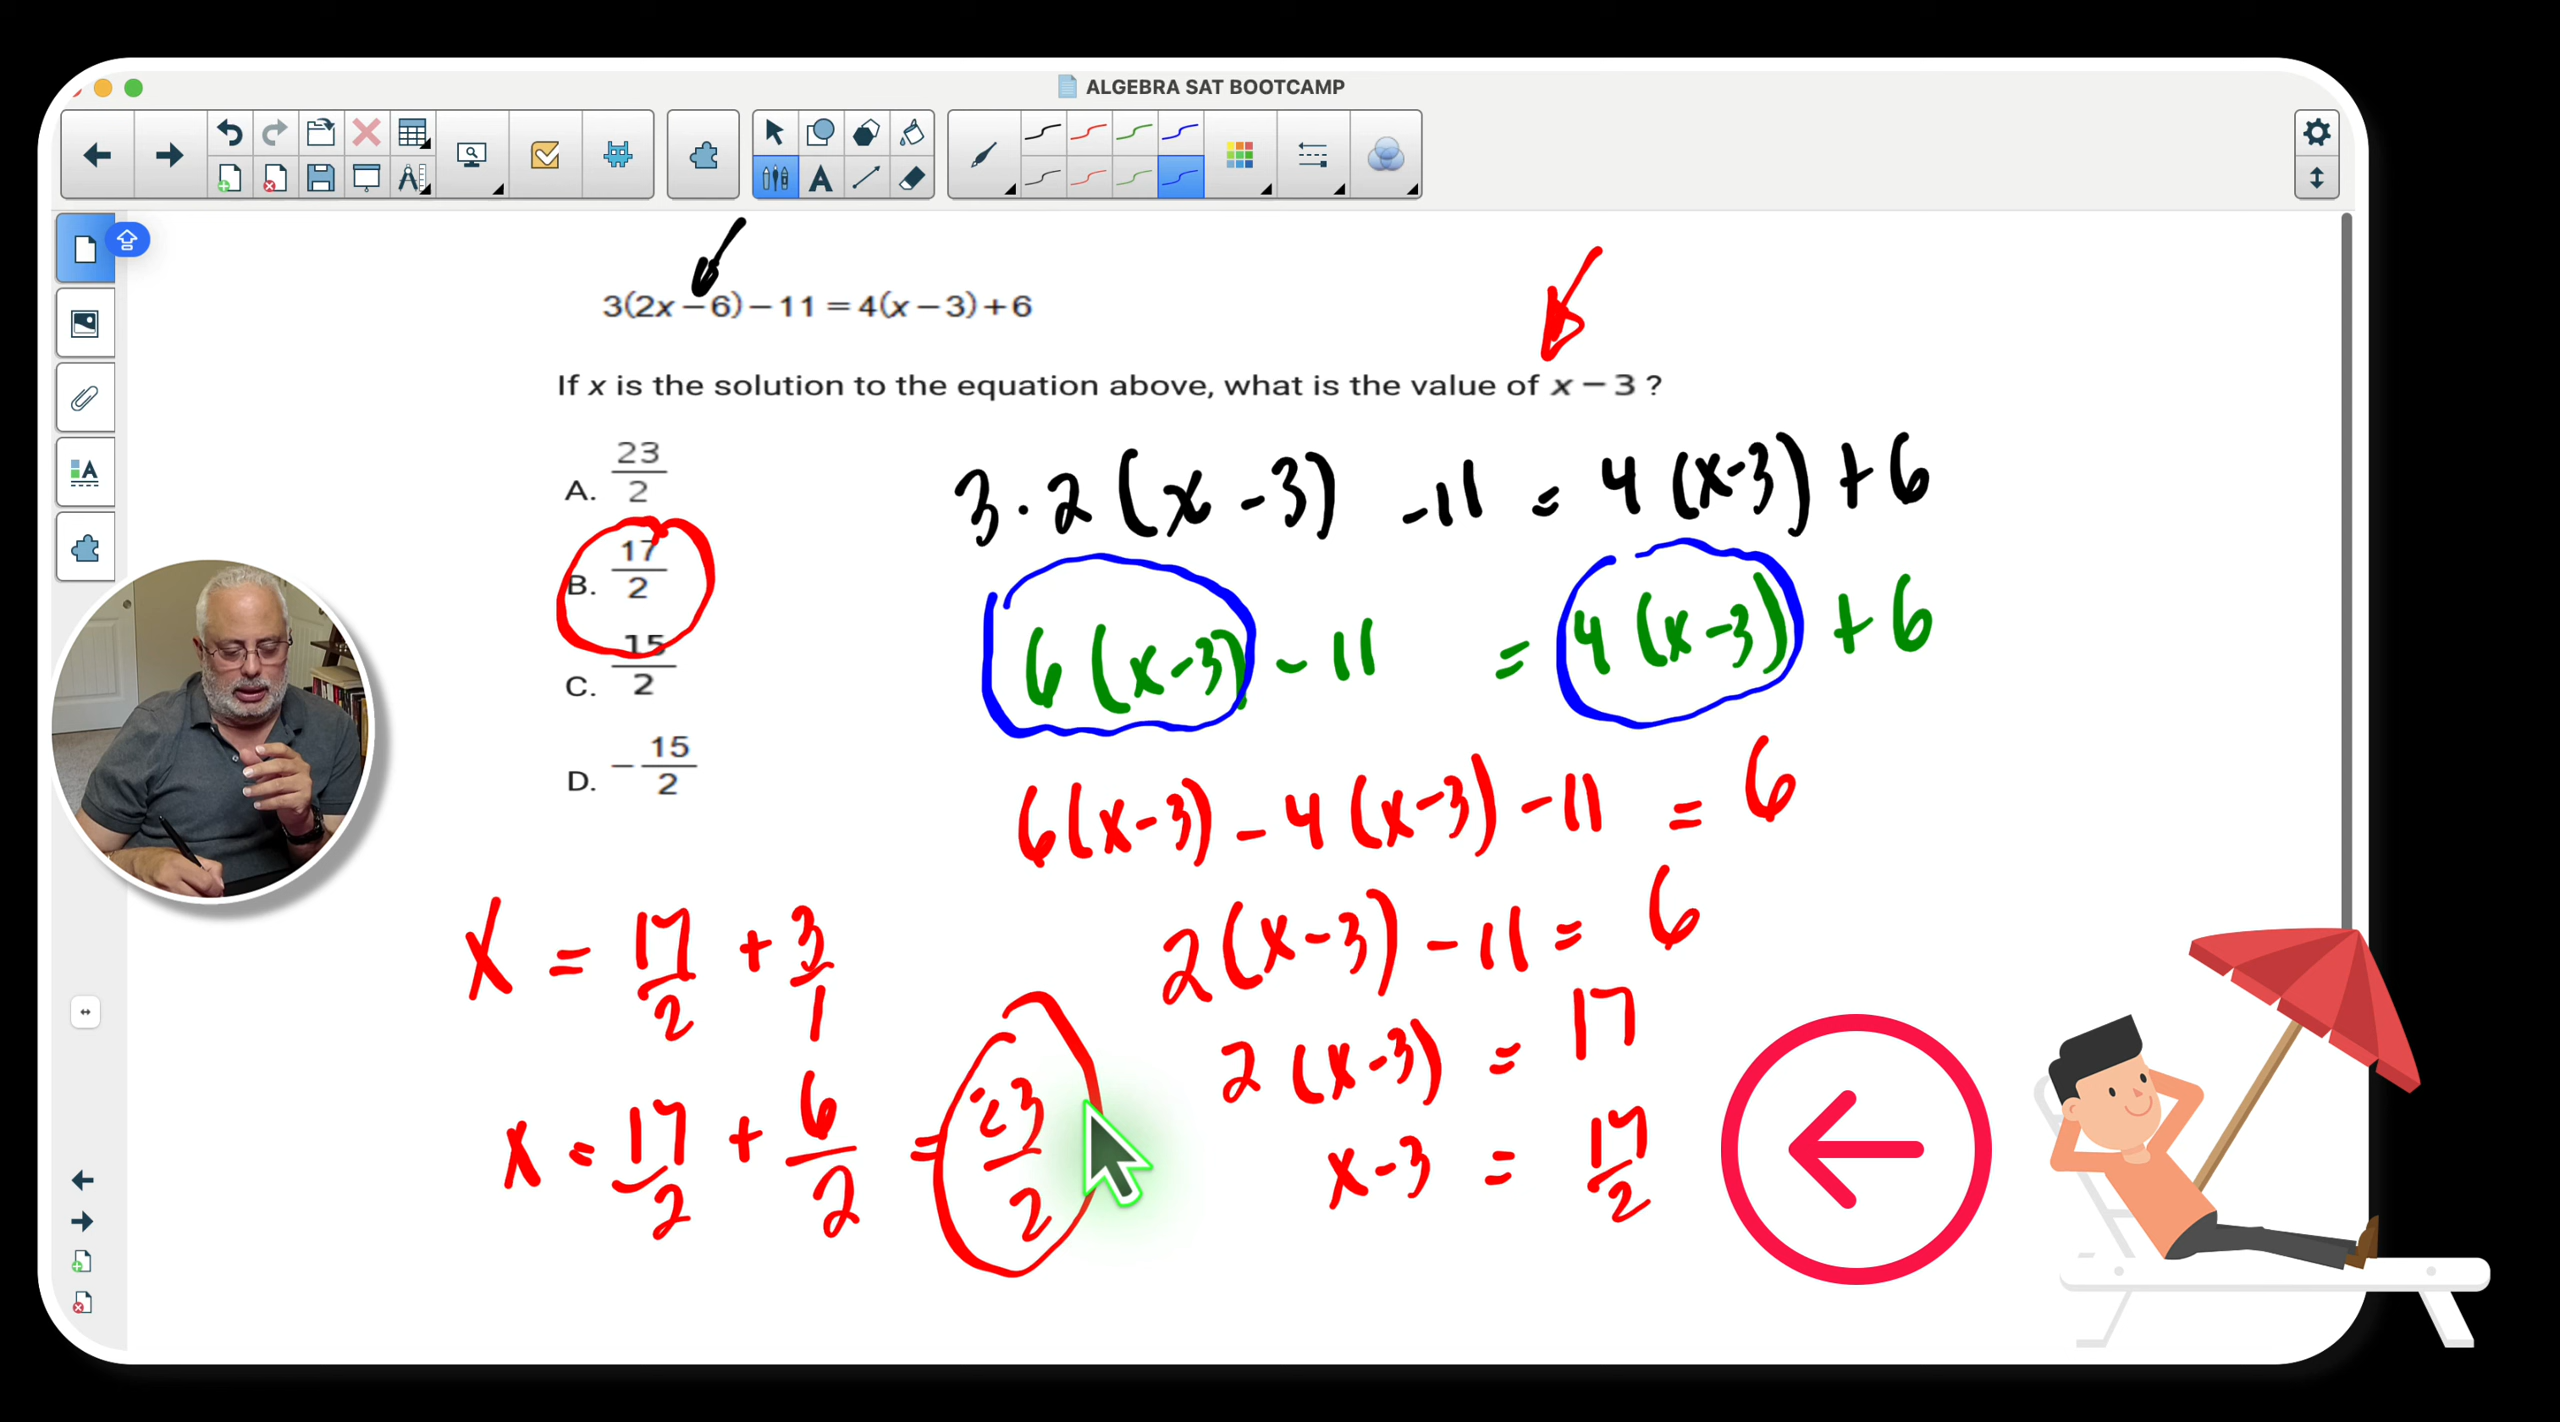 ALGEBRA SAT BOOTCAMP
3(2x − 6) − 11 = 4(x − 3) + 6
If x is the solution to the equation above, what is the value of x − 3 ?
A. 23/2
B. 17/2
C. 15/2
D. − 15/2
3 · 2 (x - 3) - 11 = 4 (x-3) + 6
6 (x-3) - 11 = 4 (x-3) + 6
6(x-3) - 4 (x-3) - 11 = 6
2 (x-3) - 11 = 6
2 (x-3) = 17
x-3 = 17/2
x = 17/2 + 3/1
x = 17/2 + 6/2 = 23/2